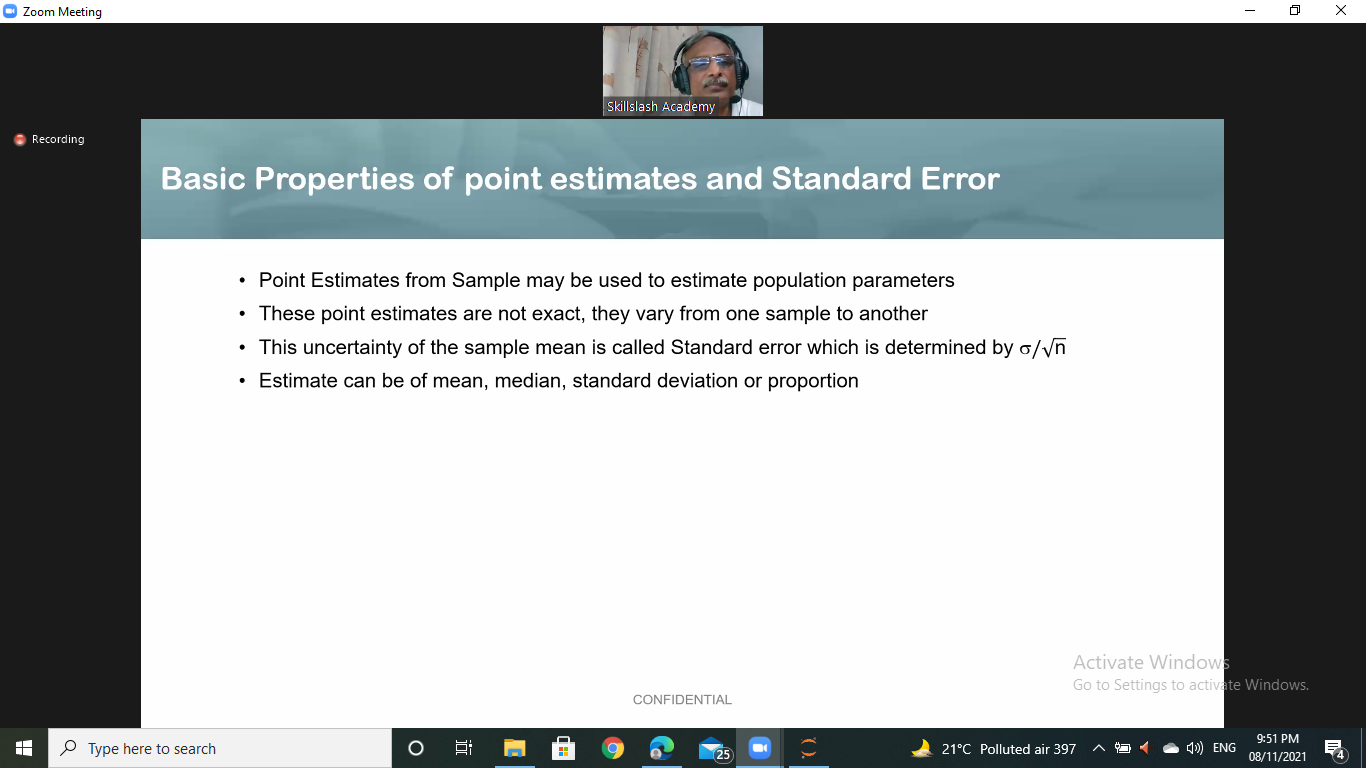 Zoom Meeting
Skillslash Academy
Recording
Basic Properties of point estimates and Standard Error
• Point Estimates from Sample may be used to estimate population parameters
• These point estimates are not exact, they vary from one sample to another
• This uncertainty of the sample mean is called Standard error which is determined by σ/√n
• Estimate can be of mean, median, standard deviation or proportion
Activate Windows
Go to Settings to activate Windows.
CONFIDENTIAL
Type here to search
25
21°C Polluted air 397
ENG
9:51 PM
08/11/2021
4